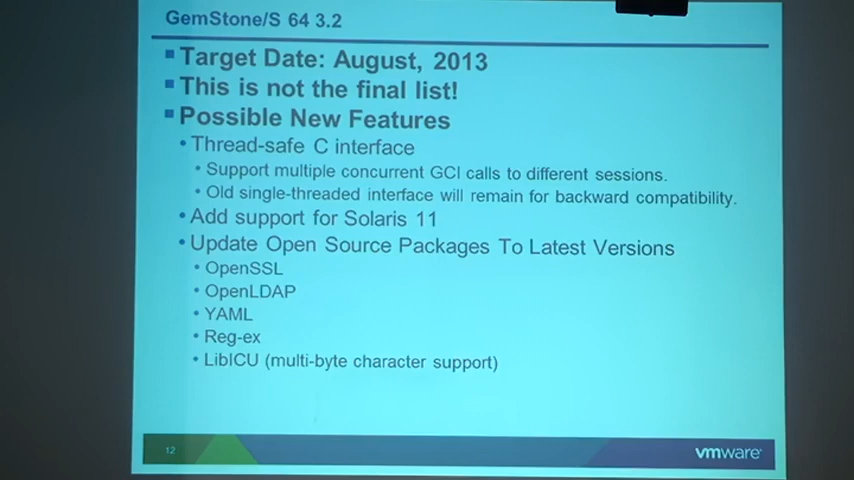 GemStone/S 64 3.2
Target Date: August, 2013
This is not the final list!
Possible New Features
Thread-safe C interface
Support multiple concurrent GCI calls to different sessions.
Old single-threaded interface will remain for backward compatibility.
Add support for Solaris 11
Update Open Source Packages To Latest Versions
OpenSSL
OpenLDAP
YAML
Reg-ex
LibICU (multi-byte character support)
12
vmware